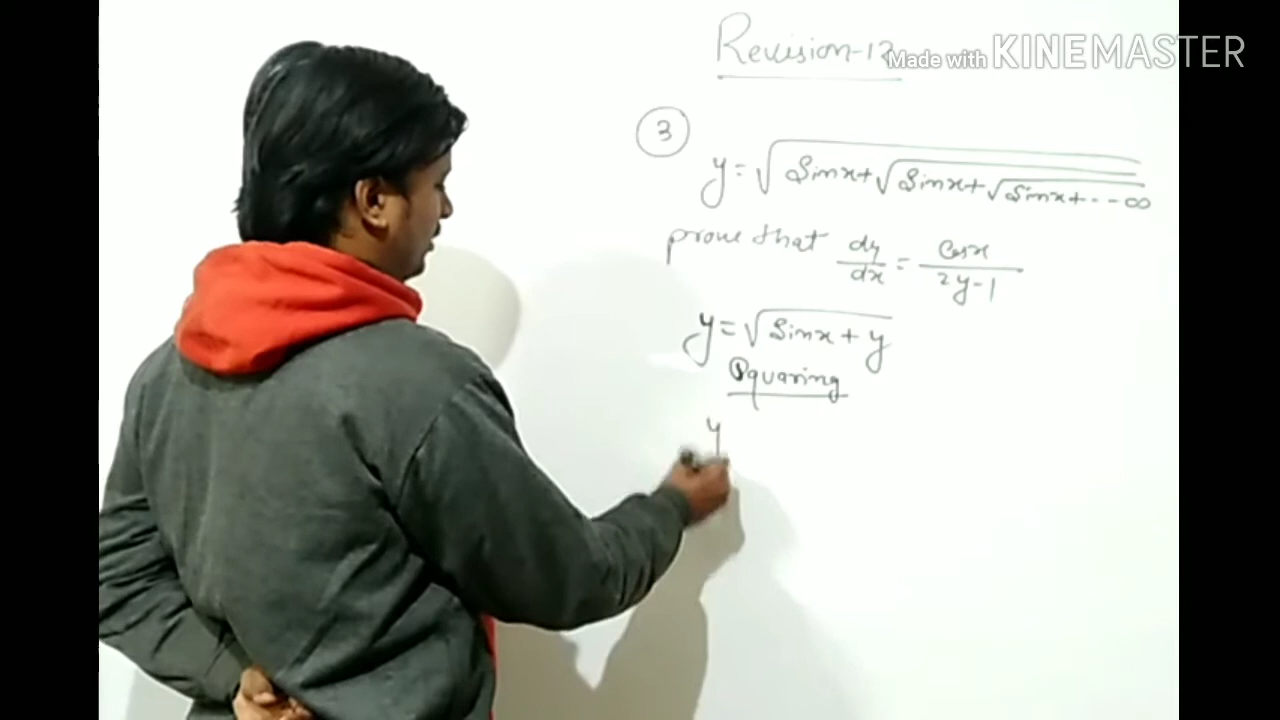 Revision-12
Made with KINEMASTER
3
y = √ Sinx + √ Sinx + √ Sinx + - - ∞
prove that dy/dx = Cosx/2y-1
y = √ Sinx + y
Squaring
y